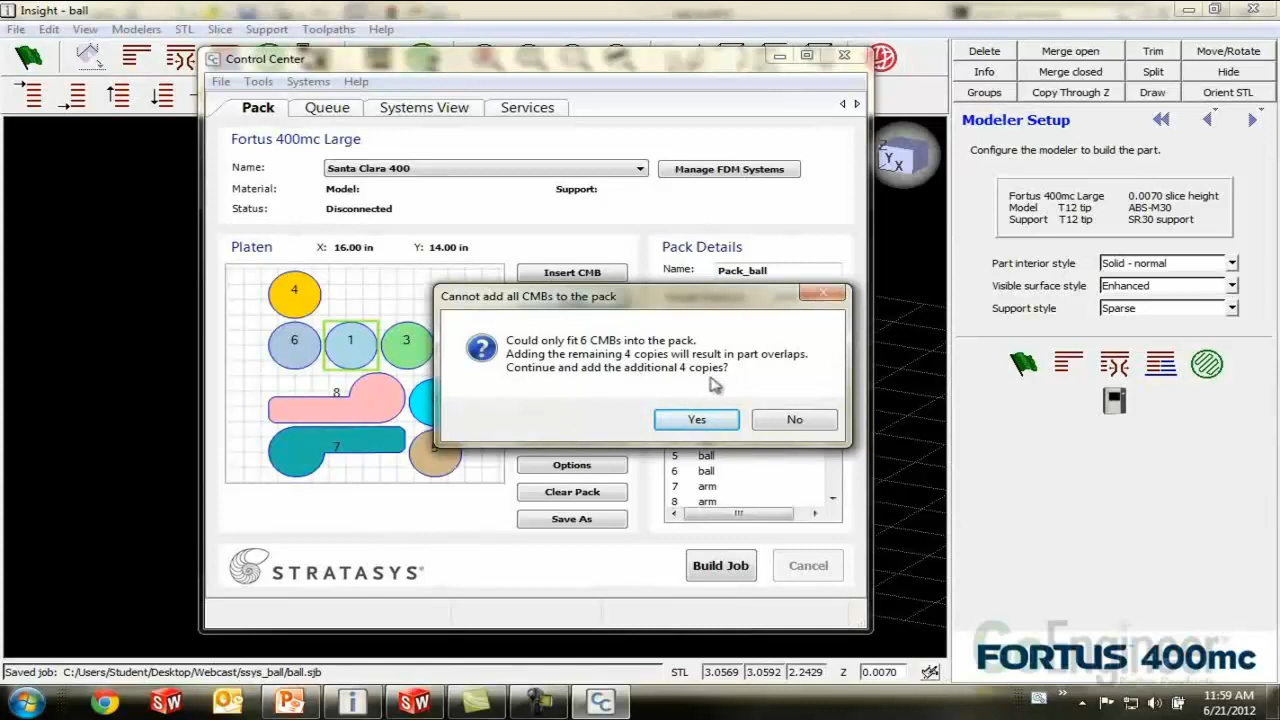 Insight - ball
File Edit View Modelers STL Slice Support Toolpaths Help
Control Center
File Tools Systems Help
Pack Queue Systems View Services
Fortus 400mc Large
Name: Santa Clara 400 Manage FDM Systems
Material: Model: Support:
Status: Disconnected
Platen X: 16.00 in Y: 14.00 in
Insert CMB
4
6 1 3
8
7 5
Options
Clear Pack
Save As
Pack Details
Name: Pack_ball
Cannot add all CMBs to the pack
Could only fit 6 CMBs into the pack.
Adding the remaining 4 copies will result in part overlaps.
Continue and add the additional 4 copies?
Yes No
5 ball
6 ball
7 arm
8 arm
STRATASYS
Build Job Cancel
Z
Y X
Delete Merge open Trim Move/Rotate
Info Merge closed Split Hide
Groups Copy Through Z Draw Orient STL
Modeler Setup
Configure the modeler to build the part.
Fortus 400mc Large 0.0070 slice height
Model T12 tip ABS-M30
Support T12 tip SR30 support
Part interior style Solid - normal
Visible surface style Enhanced
Support style Sparse
GoEngineer
FORTUS 400mc
Saved job: C:/Users/Student/Desktop/Webcast/ssys_ball/ball.sjb STL 3.0569 3.0592 2.2429 Z 0.0070
11:59 AM
6/21/2012